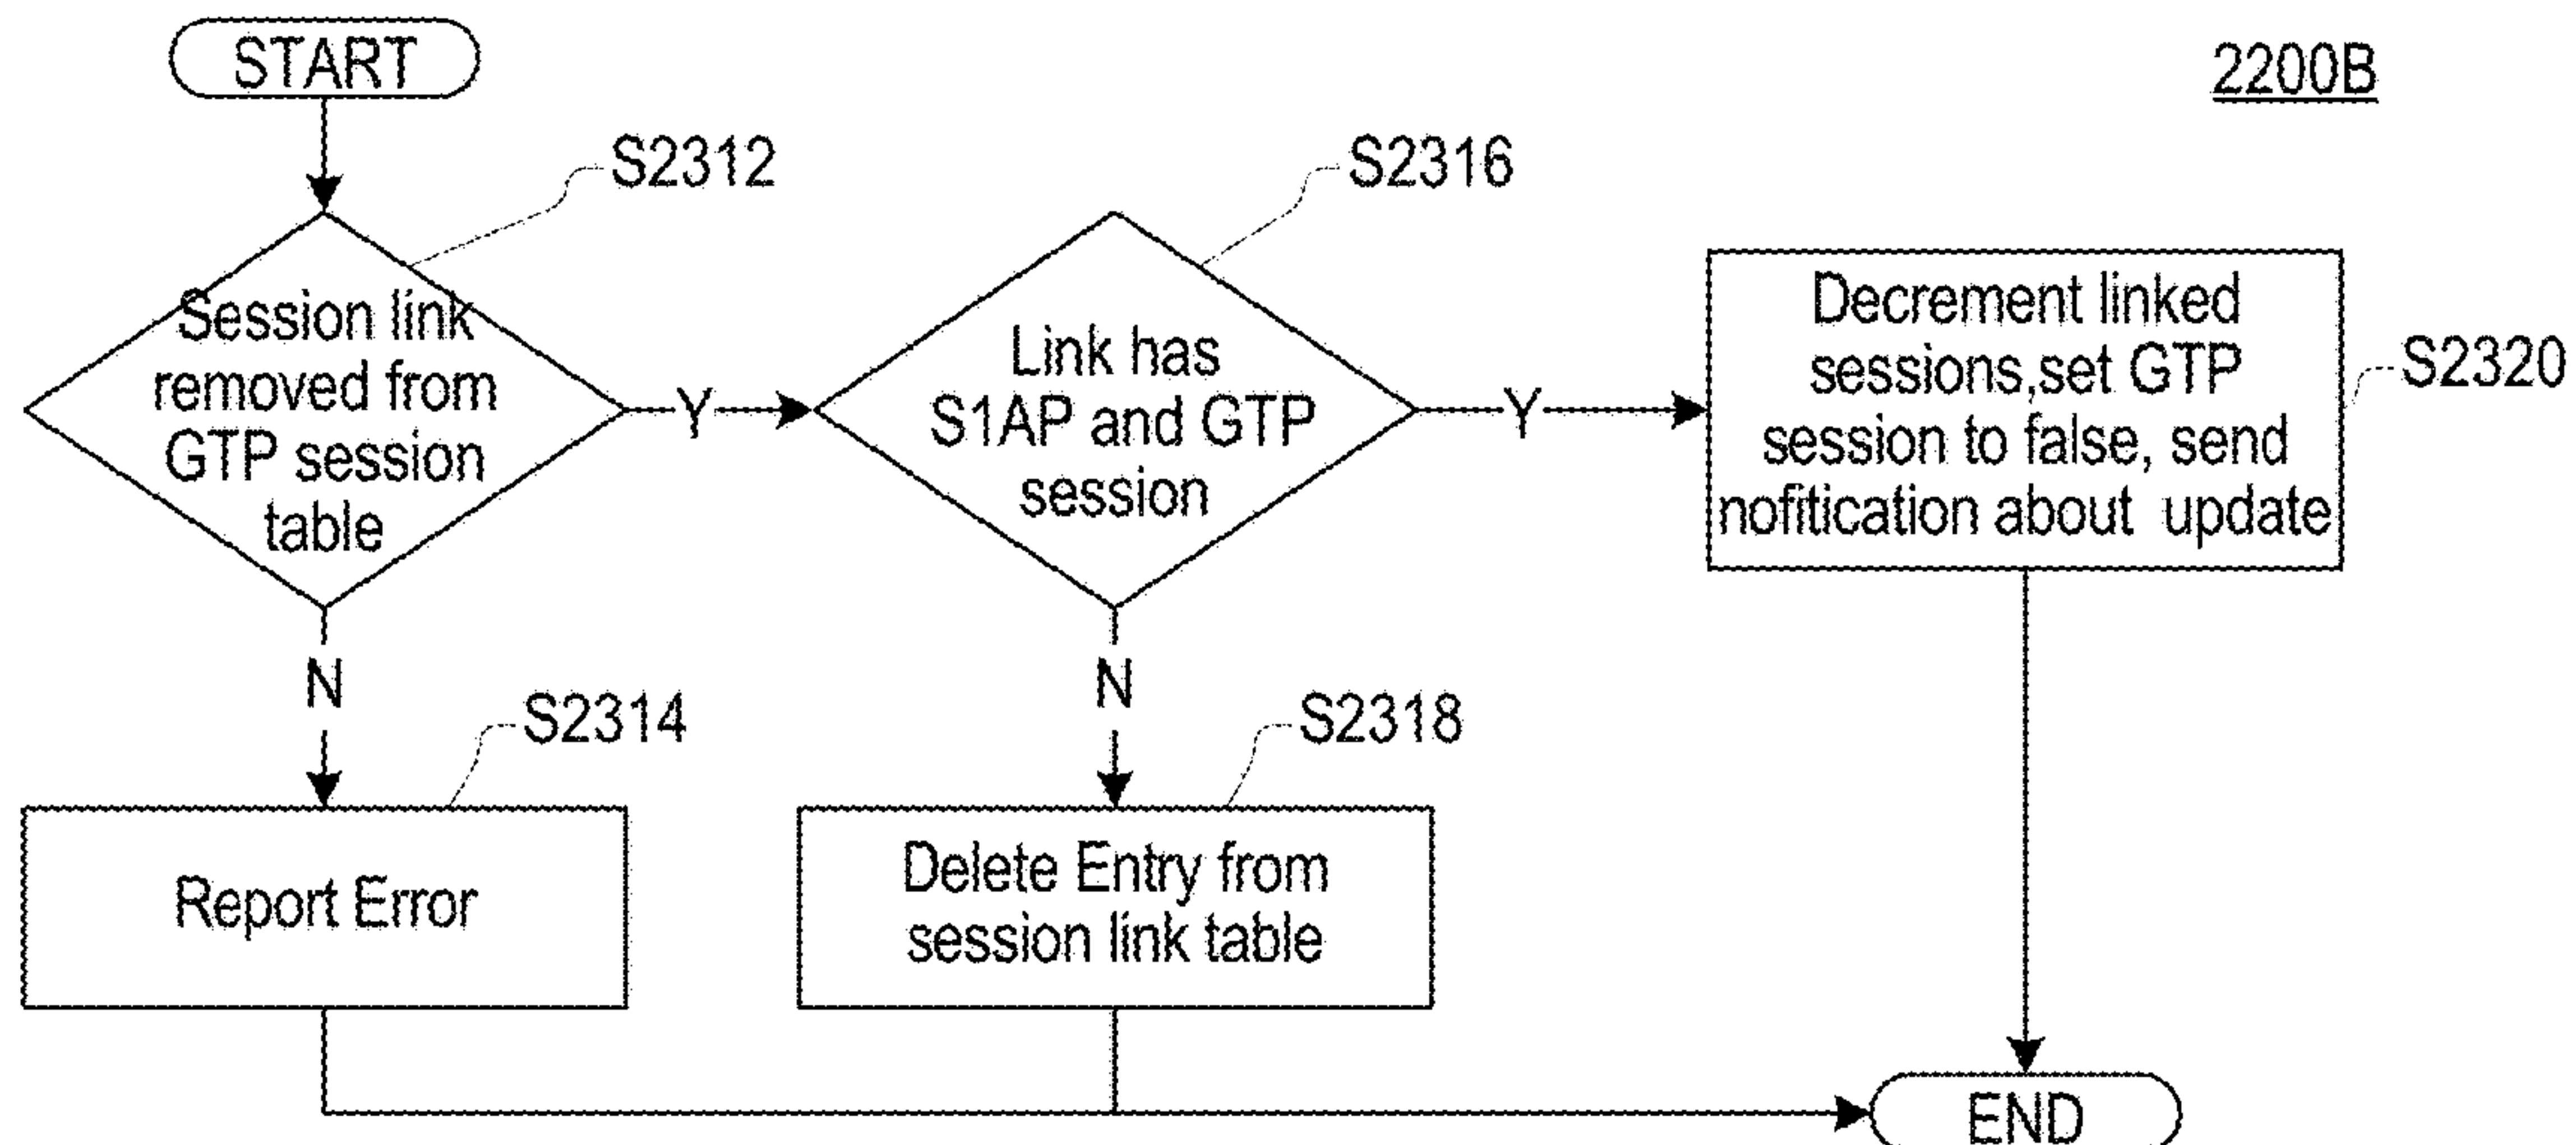 START
2200B
S2312
S2316
Session link
removed from
GTP session
table
Y
Link has
S1AP and GTP
session
Y
Decrement linked
sessions,set GTP
session to false, send
nofitication about update
S2320
N
N
S2314
S2318
Report Error
Delete Entry from
session link table
END